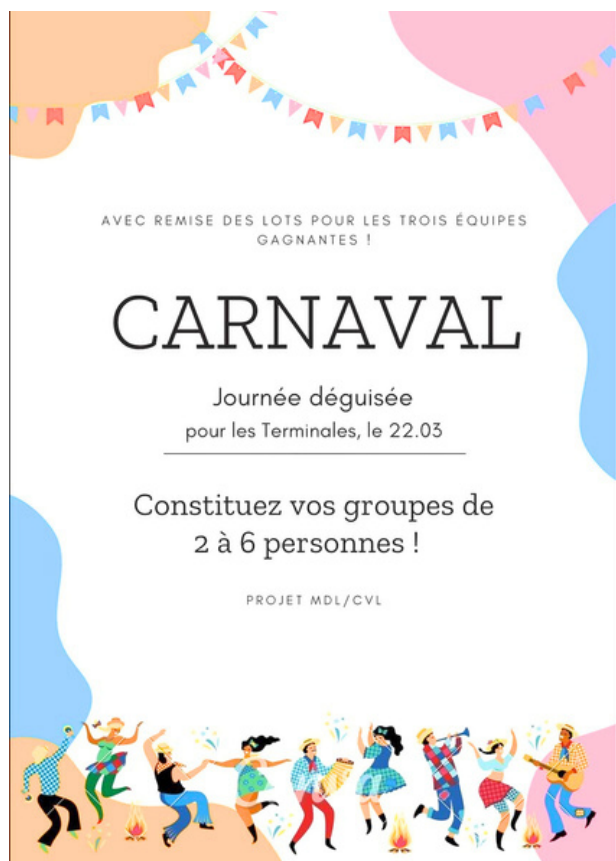 AVEC REMISE DES LOTS POUR LES TROIS ÉQUIPES
GAGNANTES !
CARNAVAL
Journée déguisée
pour les Terminales, le 22.03
Constituez vos groupes de
2 à 6 personnes !
PROJET MDL/CVL